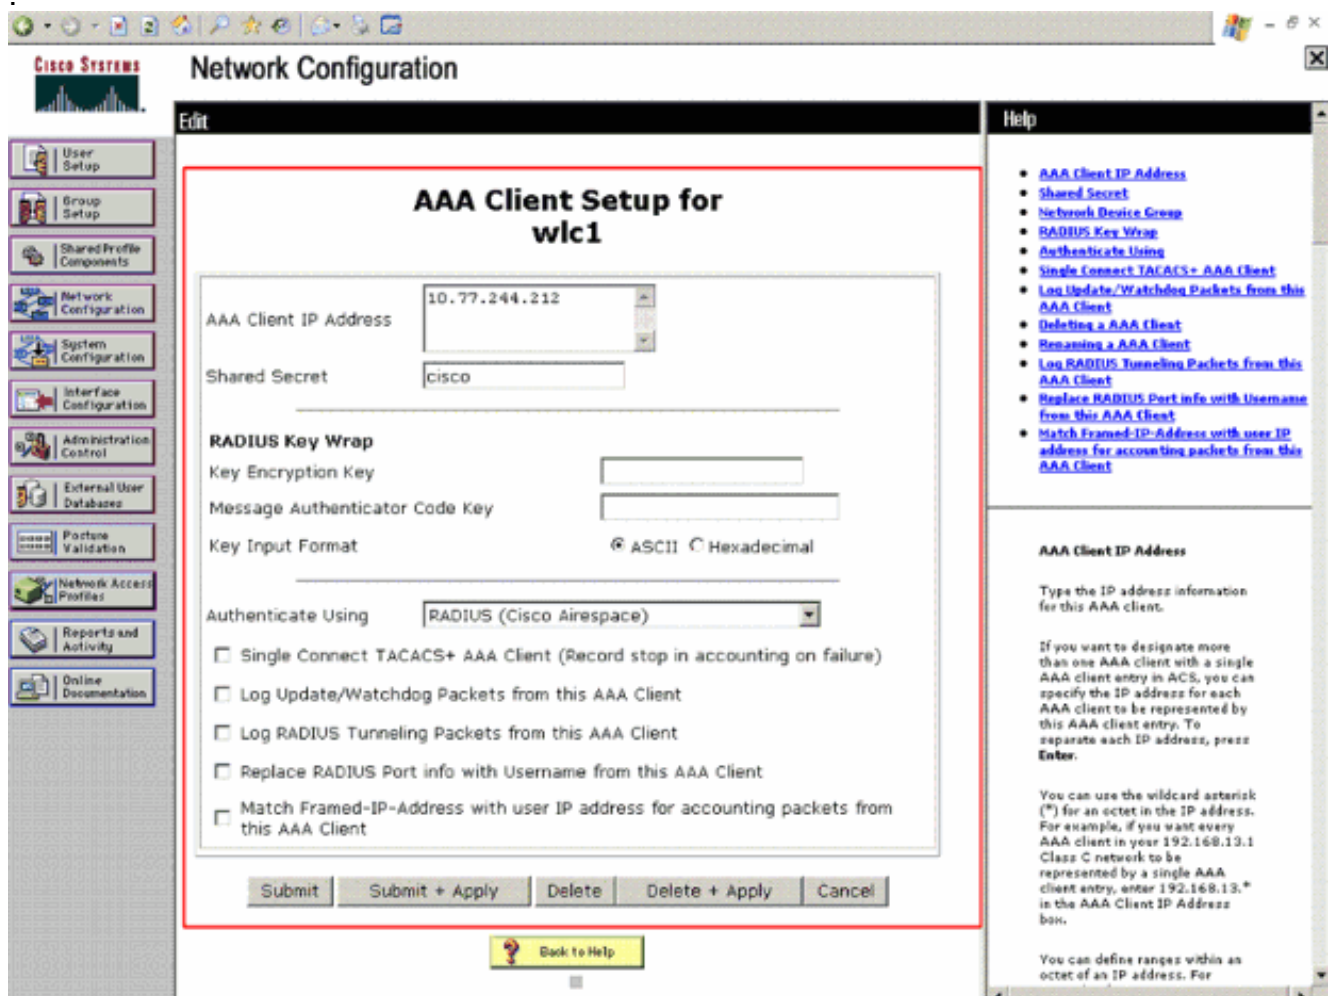 .
Cisco Systems
Network Configuration
Edit
User
Setup
Group
Setup
Shared Profile
Components
Network
Configuration
System
Configuration
Interface
Configuration
Administration
Control
External User
Databases
Posture
Validation
Network Access
Profiles
Reports and
Activity
Online
Documentation
AAA Client Setup for
wlc1
AAA Client IP Address
10.77.244.212
Shared Secret
cisco
RADIUS Key Wrap
Key Encryption Key
Message Authenticator Code Key
Key Input Format
ASCII Hexadecimal
Authenticate Using
RADIUS (Cisco Airespace)
Single Connect TACACS+ AAA Client (Record stop in accounting on failure)
Log Update/Watchdog Packets from this AAA Client
Log RADIUS Tunneling Packets from this AAA Client
Replace RADIUS Port info with Username from this AAA Client
Match Framed-IP-Address with user IP address for accounting packets from
this AAA Client
Submit
Submit + Apply
Delete
Delete + Apply
Cancel
Back to Help
Help
AAA Client IP Address
Shared Secret
Network Device Group
RADIUS Key Wrap
Authenticate Using
Single Connect TACACS+ AAA Client
Log Update/Watchdog Packets from this
AAA Client
Deleting a AAA Client
Renaming a AAA Client
Log RADIUS Tunneling Packets from this
AAA Client
Replace RADIUS Port info with Username
from this AAA Client
Match Framed-IP-Address with user IP
address for accounting packets from this
AAA Client
AAA Client IP Address
Type the IP address information
for this AAA client.
If you want to designate more
than one AAA client with a single
AAA client entry in ACS, you can
specify the IP address for each
AAA client to be represented by
this AAA client entry. To
separate each IP address, press
Enter.
You can use the wildcard asterisk
(*) for an octet in the IP address.
For example, if you want every
AAA client in your 192.168.13.1
Class C network to be
represented by a single AAA
client entry, enter 192.168.13.*
in the AAA Client IP Address
box.
You can define ranges within an
octet of an IP address. For